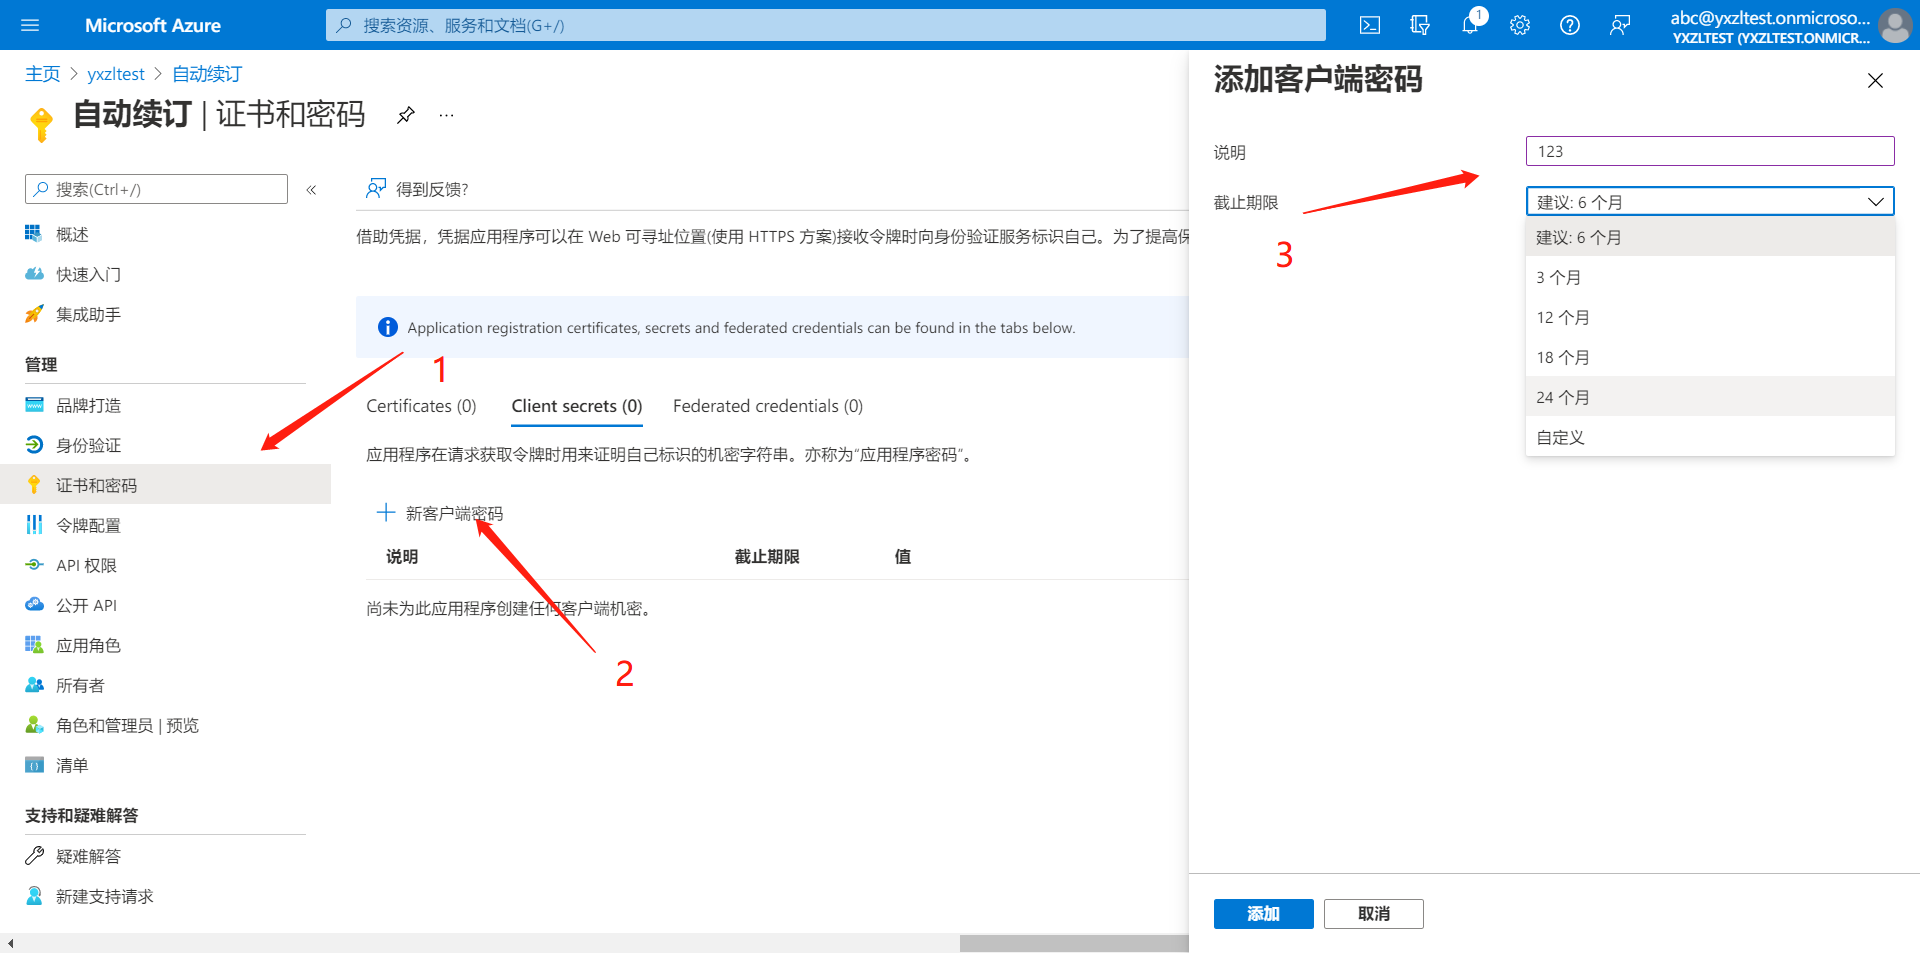 Microsoft Azure
搜索资源、服务和文档(G+/)
1
abc@yxzltest.onmicroso...
YXZLTEST (YXZLTEST.ONMICR...
主页 > yxzltest > 自动续订
自动续订 | 证书和密码
...
搜索(Ctrl+/)
«
概述
快速入门
集成助手
管理
品牌打造
身份验证
证书和密码
令牌配置
API 权限
公开 API
应用角色
所有者
角色和管理员 | 预览
清单
支持和疑难解答
疑难解答
新建支持请求
得到反馈?
借助凭据，凭据应用程序可以在 Web 可寻址位置(使用 HTTPS 方案)接收令牌时向身份验证服务标识自己。为了提高保
Application registration certificates, secrets and federated credentials can be found in the tabs below.
1
Certificates (0) Client secrets (0) Federated credentials (0)
应用程序在请求获取令牌时用来证明自己标识的机密字符串。亦称为“应用程序密码”。
新客户端密码
说明 截止期限 值
尚未为此应用程序创建任何客户端机密。
2
添加客户端密码
说明
123
截止期限
建议: 6 个月
3
建议: 6 个月
3 个月
12 个月
18 个月
24 个月
自定义
添加 取消